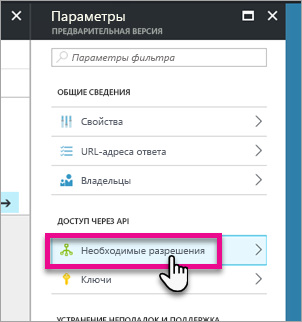 Параметры
ПРЕДВАРИТЕЛЬНАЯ ВЕРСИЯ
Параметры фильтра
ОБЩИЕ СВЕДЕНИЯ
Свойства
URL-адреса ответа
Владельцы
ДОСТУП ЧЕРЕЗ API
Необходимые разрешения
Ключи
УСТРАНЕНИЕ НЕПОЛАДОК И ПОДДЕРЖКА